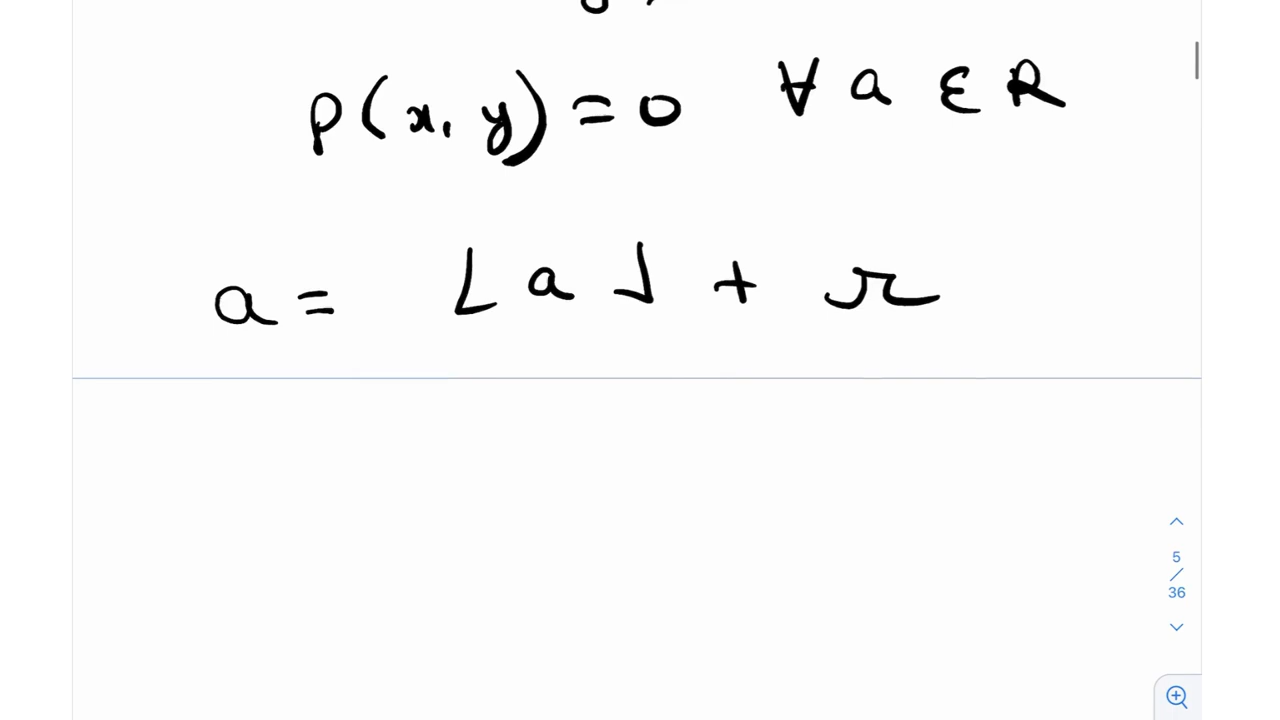 P(x, y) = 0 ∀ a ∈ R
a = ⌊a⌋ + r
5
/
36